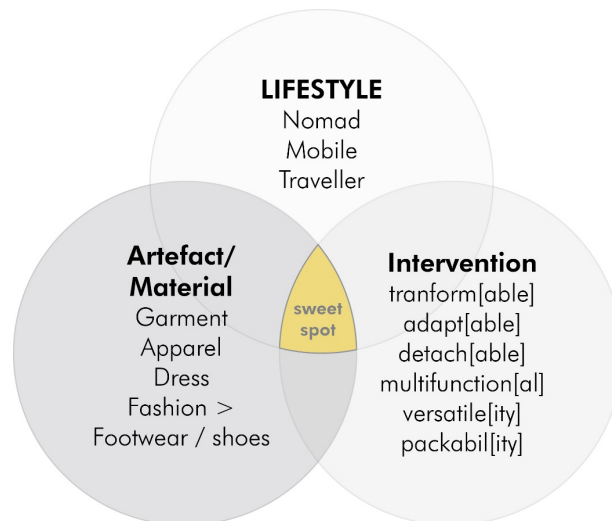 LIFESTYLE
Nomad
Mobile
Traveller
Artefact/
Material
Garment
Apparel
Dress
Fashion >
Footwear / shoes
sweet
spot
Intervention
tranform[able]
adapt[able]
detach[able]
multifunction[al]
versatile[ity]
packabil[ity]